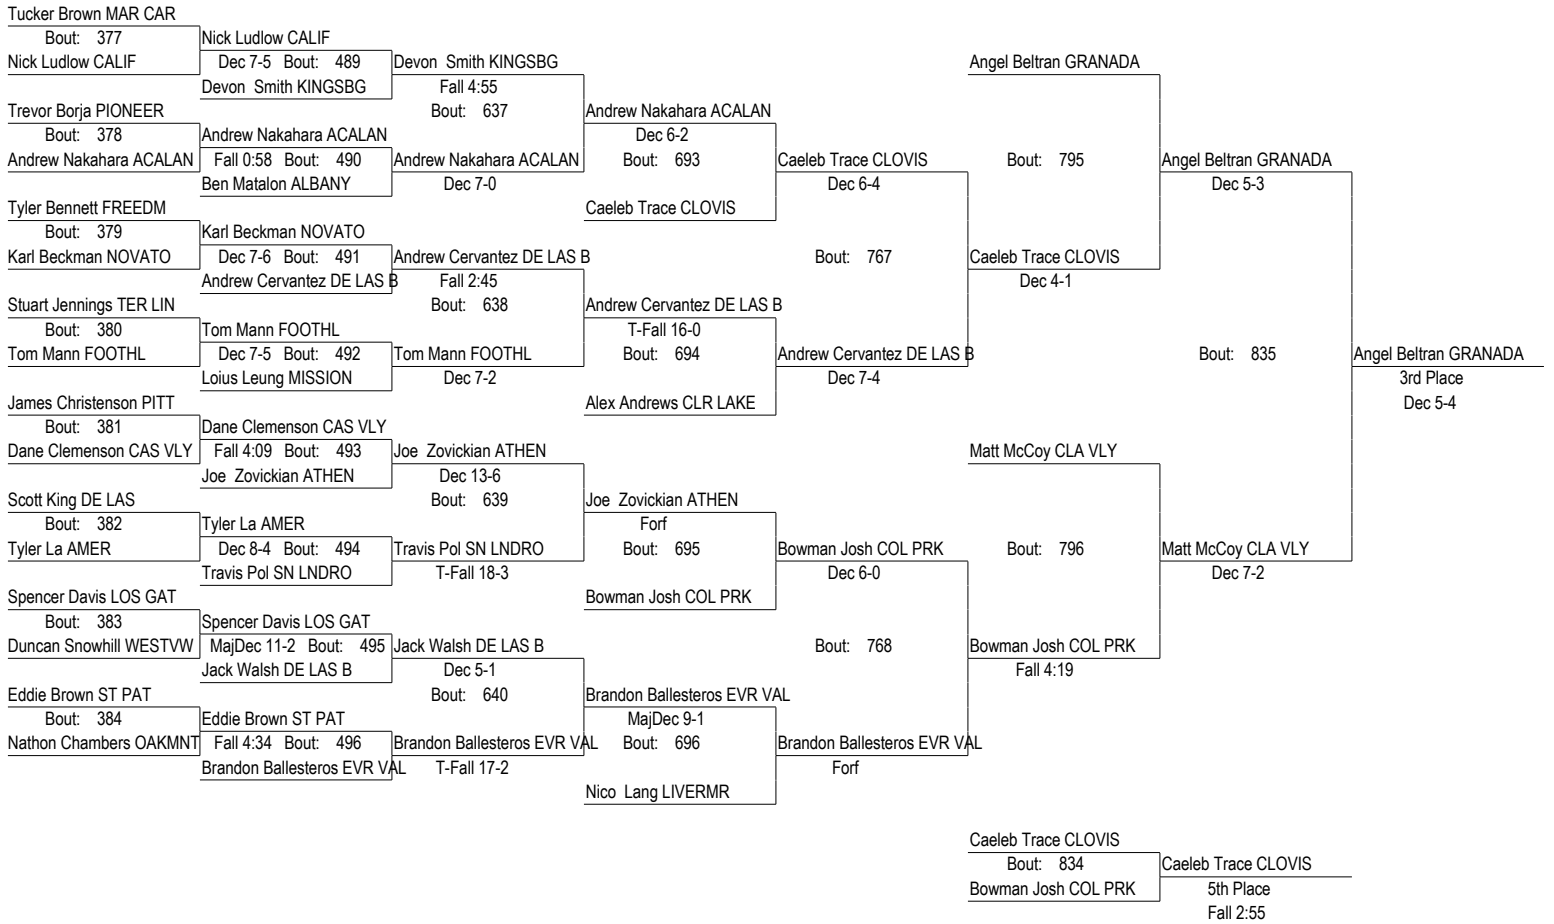 Tucker Brown MAR CAR
Bout: 377
Nick Ludlow CALIF
Nick Ludlow CALIF
Dec 7-5 Bout: 489
Devon Smith KINGSBG
Devon Smith KINGSBG
Fall 4:55
Bout: 637
Trevor Borja PIONEER
Bout: 378
Andrew Nakahara ACALAN
Andrew Nakahara ACALAN
Fall 0:58 Bout: 490
Ben Matalon ALBANY
Andrew Nakahara ACALAN
Dec 7-0
Andrew Nakahara ACALAN
Dec 6-2
Bout: 693
Caeleb Trace CLOVIS
Caeleb Trace CLOVIS
Dec 6-4
Tyler Bennett FREEDM
Bout: 379
Karl Beckman NOVATO
Karl Beckman NOVATO
Dec 7-6 Bout: 491
Andrew Cervantez DE LAS B
Andrew Cervantez DE LAS B
Fall 2:45
Bout: 638
Stuart Jennings TER LIN
Bout: 380
Tom Mann FOOTHL
Tom Mann FOOTHL
Dec 7-5 Bout: 492
Loius Leung MISSION
Tom Mann FOOTHL
Dec 7-2
Andrew Cervantez DE LAS B
T-Fall 16-0
Bout: 694
Alex Andrews CLR LAKE
Andrew Cervantez DE LAS B
Dec 7-4
Bout: 767
Caeleb Trace CLOVIS
Dec 4-1
Angel Beltran GRANADA
Bout: 795
Angel Beltran GRANADA
Dec 5-3
James Christenson PITT
Bout: 381
Dane Clemenson CAS VLY
Dane Clemenson CAS VLY
Fall 4:09 Bout: 493
Joe Zovickian ATHEN
Joe Zovickian ATHEN
Dec 13-6
Bout: 639
Scott King DE LAS
Bout: 382
Tyler La AMER
Tyler La AMER
Dec 8-4 Bout: 494
Travis Pol SN LNDRO
Travis Pol SN LNDRO
T-Fall 18-3
Joe Zovickian ATHEN
Forf
Bout: 695
Bowman Josh COL PRK
Bowman Josh COL PRK
Dec 6-0
Spencer Davis LOS GAT
Bout: 383
Duncan Snowhill WESTVW
Spencer Davis LOS GAT
MajDec 11-2 Bout: 495
Jack Walsh DE LAS B
Jack Walsh DE LAS B
Dec 5-1
Bout: 640
Eddie Brown ST PAT
Bout: 384
Nathon Chambers OAKMNT
Eddie Brown ST PAT
Fall 4:34 Bout: 496
Brandon Ballesteros EVR VAL
Brandon Ballesteros EVR VAL
T-Fall 17-2
Brandon Ballesteros EVR VAL
MajDec 9-1
Bout: 696
Nico Lang LIVERMR
Brandon Ballesteros EVR VAL
Forf
Bout: 768
Bowman Josh COL PRK
Fall 4:19
Matt McCoy CLA VLY
Bout: 796
Matt McCoy CLA VLY
Dec 7-2
Bout: 835
Angel Beltran GRANADA
3rd Place
Dec 5-4
Caeleb Trace CLOVIS
Bout: 834
Bowman Josh COL PRK
Caeleb Trace CLOVIS
5th Place
Fall 2:55